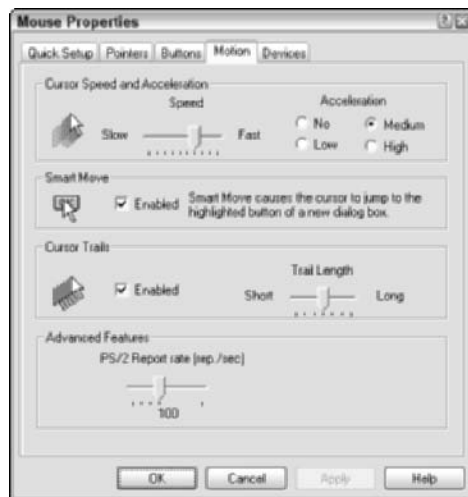 Mouse Properties
Quick Setup Pointers Buttons Motion Devices
Cursor Speed and Acceleration
Speed Acceleration
Slow Fast No Medium
Low High
Smart Move
Enabled Smart Move causes the cursor to jump to the
highlighted button of a new dialog box.
Cursor Trails
Trail Length
Enabled Short Long
Advanced Features
PS/2 Report rate (rep./sec)
100
OK Cancel Apply Help